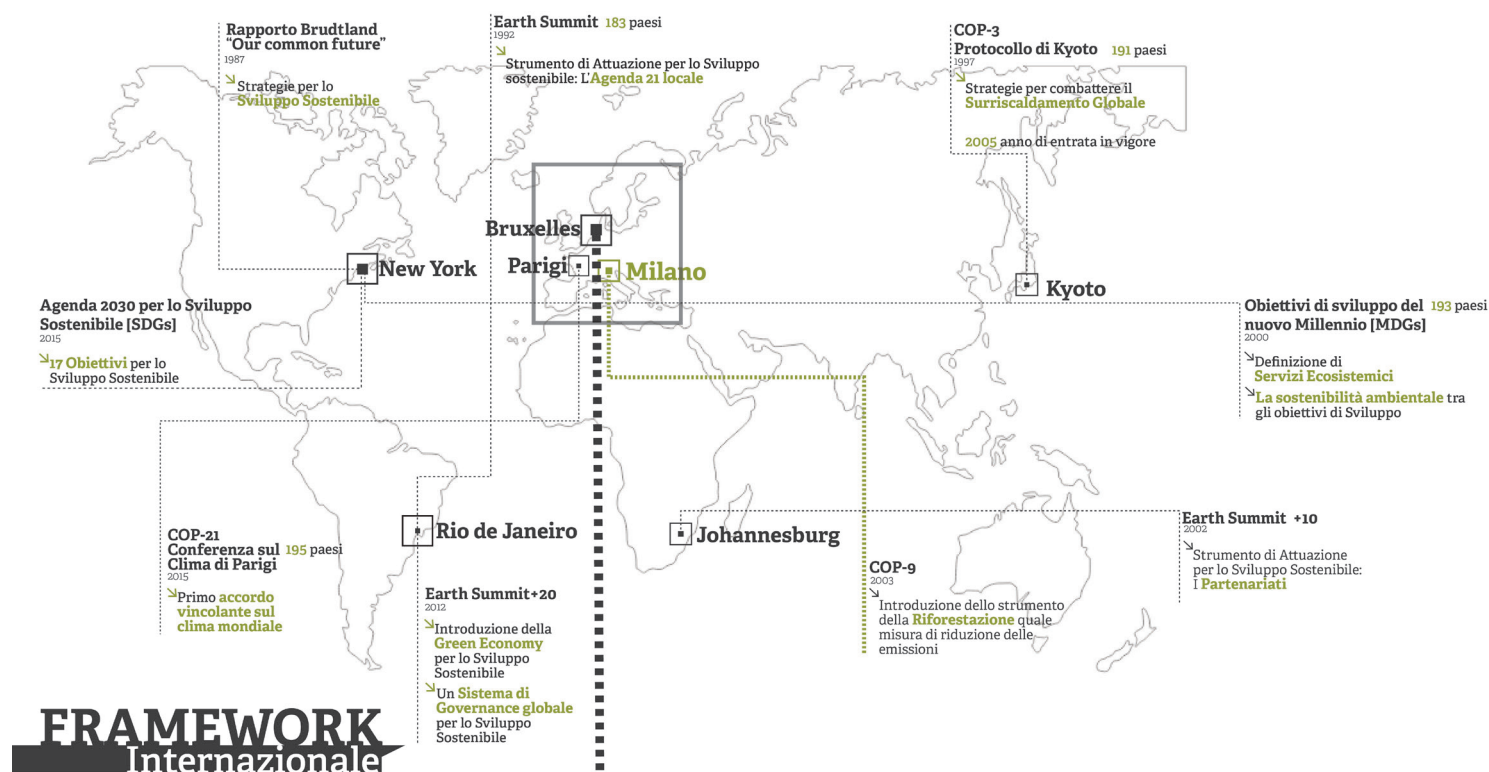 Rapporto Brudtland
“Our common future”
1987
Strategie per lo
Sviluppo Sostenibile
Earth Summit 183 paesi
1992
Strumento di Attuazione per lo Sviluppo
sostenibile: L'Agenda 21 locale
COP-3
Protocollo di Kyoto 191 paesi
1997
Strategie per combattere il
Surriscaldamento Globale
2005 anno di entrata in vigore
Bruxelles
New York
Parigi
Milano
Kyoto
Agenda 2030 per lo Sviluppo
Sostenibile [SDGs]
2015
17 Obiettivi per lo
Sviluppo Sostenibile
Obiettivi di sviluppo del 193 paesi
nuovo Millennio [MDGs]
2000
Definizione di
Servizi Ecosistemici
La sostenibilità ambientale tra
gli obiettivi di Sviluppo
COP-21
Conferenza sul 195 paesi
Clima di Parigi
2015
Primo accordo
vincolante sul
clima mondiale
Rio de Janeiro
Earth Summit+20
2012
Introduzione della
Green Economy
per lo Sviluppo
Sostenibile
Un Sistema di
Governance globale
per lo Sviluppo
Sostenibile
Johannesburg
COP-9
2003
Introduzione dello strumento
della Riforestazione quale
misura di riduzione delle
emissioni
Earth Summit +10
2002
Strumento di Attuazione
per lo Sviluppo Sostenibile:
I Partenariati
FRAMEWORK
Internazionale